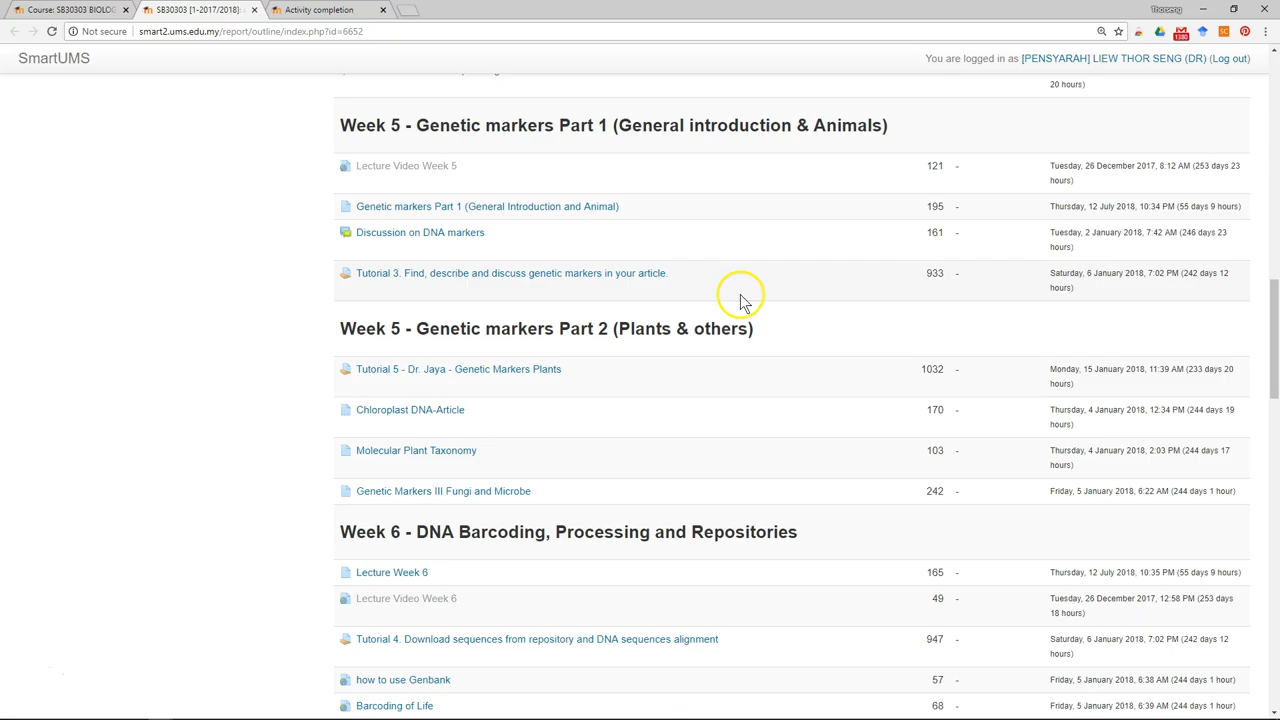 Course: SB30303 BIOLOG
SB30303 [1-2017/2018]:
Activity completion
Thorseng
Not secure
smart2.ums.edu.my/report/outline/index.php?id=6652
1380
SC
SmartUMS
You are logged in as [PENSYARAH] LIEW THOR SENG (DR) (Log out)
20 hours)
Week 5 - Genetic markers Part 1 (General introduction & Animals)
Lecture Video Week 5 121 - Tuesday, 26 December 2017, 8:12 AM (253 days 23
hours)
Genetic markers Part 1 (General Introduction and Animal) 195 - Thursday, 12 July 2018, 10:34 PM (55 days 9 hours)
Discussion on DNA markers 161 - Tuesday, 2 January 2018, 7:42 AM (246 days 23
hours)
Tutorial 3. Find, describe and discuss genetic markers in your article. 933 - Saturday, 6 January 2018, 7:02 PM (242 days 12
hours)
Week 5 - Genetic markers Part 2 (Plants & others)
Tutorial 5 - Dr. Jaya - Genetic Markers Plants 1032 - Monday, 15 January 2018, 11:39 AM (233 days 20
hours)
Chloroplast DNA-Article 170 - Thursday, 4 January 2018, 12:34 PM (244 days 19
hours)
Molecular Plant Taxonomy 103 - Thursday, 4 January 2018, 2:03 PM (244 days 17
hours)
Genetic Markers III Fungi and Microbe 242 - Friday, 5 January 2018, 6:22 AM (244 days 1 hour)
Week 6 - DNA Barcoding, Processing and Repositories
Lecture Week 6 165 - Thursday, 12 July 2018, 10:35 PM (55 days 9 hours)
Lecture Video Week 6 49 - Tuesday, 26 December 2017, 12:58 PM (253 days
18 hours)
Tutorial 4. Download sequences from repository and DNA sequences alignment 947 - Saturday, 6 January 2018, 7:02 PM (242 days 12
hours)
how to use Genbank 57 - Friday, 5 January 2018, 6:38 AM (244 days 1 hour)
Barcoding of Life 68 - Friday, 5 January 2018, 6:39 AM (244 days 1 hour)